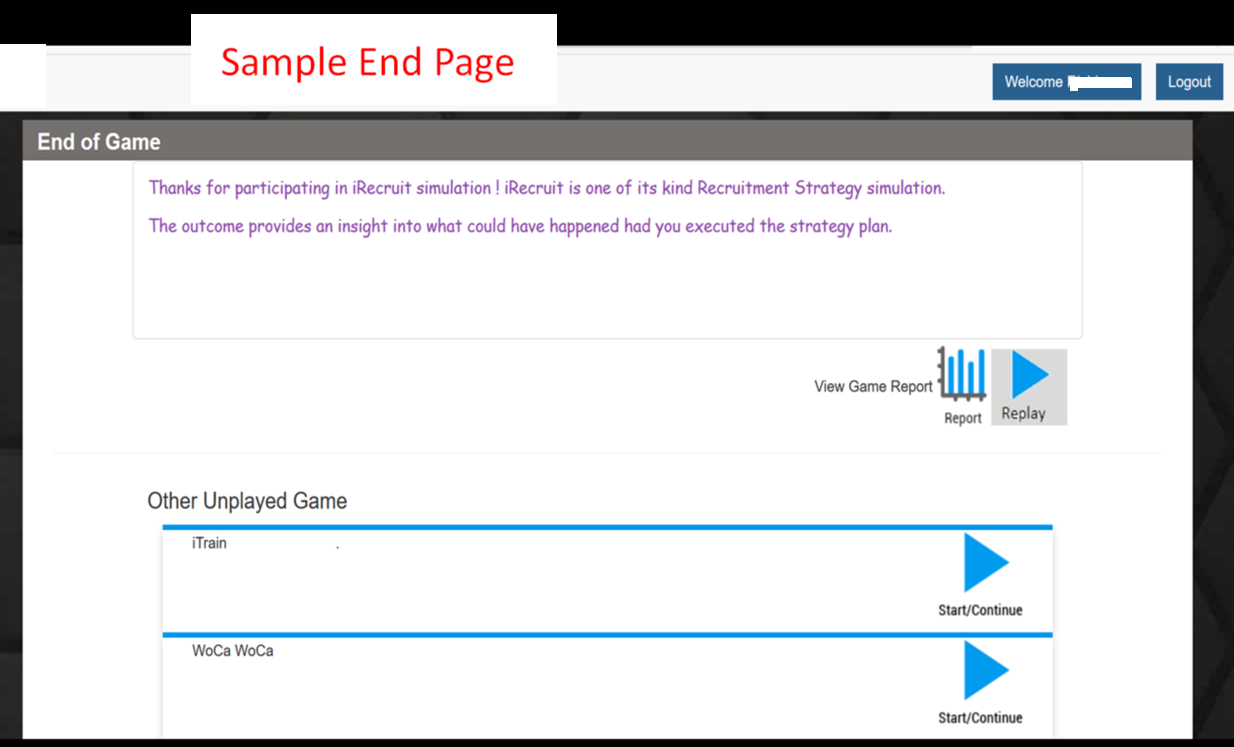 Sample End Page
Welcome
Logout
End of Game
Thanks for participating in iRecruit simulation ! iRecruit is one of its kind Recruitment Strategy simulation.
The outcome provides an insight into what could have happened had you executed the strategy plan.
View Game Report
Report
Replay
Other Unplayed Game
iTrain .
Start/Continue
WoCa WoCa
Start/Continue